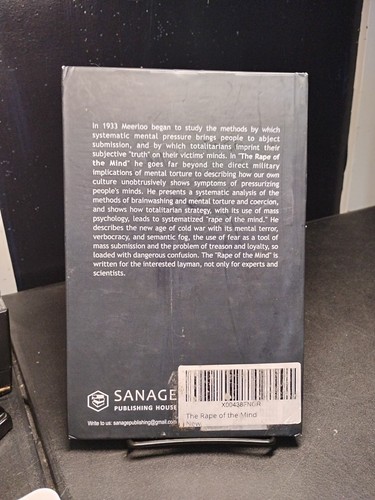 In 1933 Meerloo began to study the methods by which
systematic mental pressure brings people to abject
submission, and by which totalitarians imprint their
subjective "truth" on their victims' minds. In "The Rape of
the Mind" he goes far beyond the direct military
implications of mental torture to describing how our own
culture unobtrusively shows symptoms of pressurizing
people's minds. He presents a systematic analysis of the
methods of brainwashing and mental torture and coercion,
and shows how totalitarian strategy, with its use of mass
psychology, leads to systematized "rape of the mind." He
describes the new age of cold war with its mental terror,
verbocracy, and semantic fog, the use of fear as a tool of
mass submission and the problem of treason and loyalty, so
loaded with dangerous confusion. The "Rape of the Mind" is
written for the interested layman, not only for experts and
scientists.
SANAGE
PUBLISHING HOUSE
Write to us: sanagepublishing@gmail.com
The Rape of the Mind
New